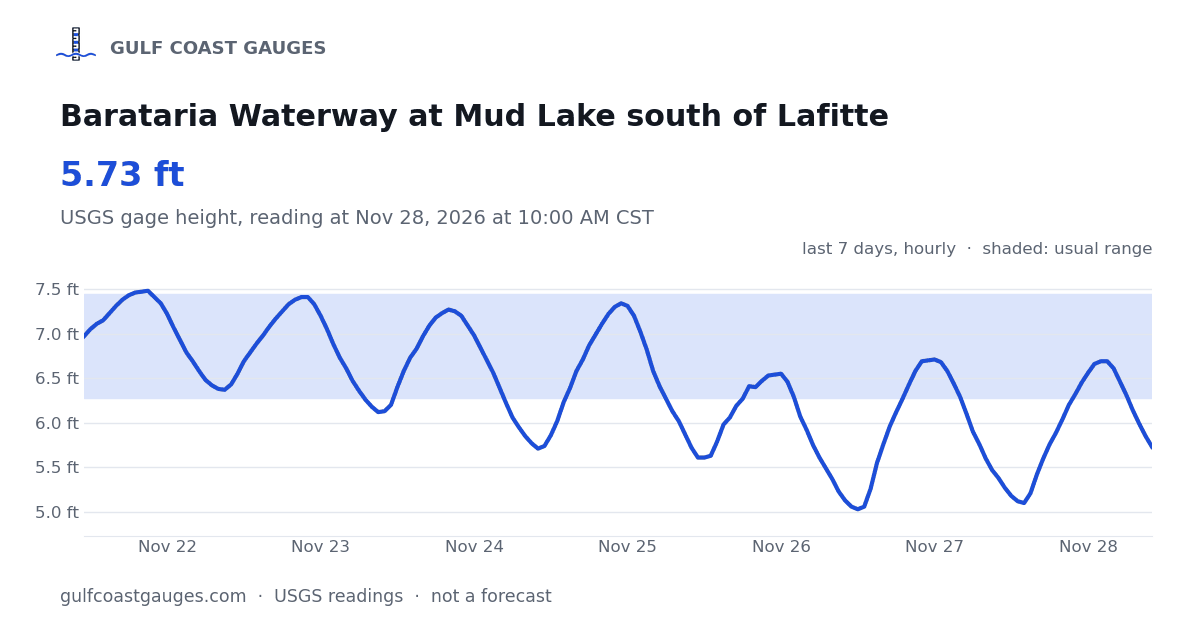 GULF COAST GAUGES
Barataria Waterway at Mud Lake south of Lafitte
5.73 ft
USGS gage height, reading at Nov 28, 2026 at 10:00 AM CST
last 7 days, hourly · shaded: usual range
7.5 ft
7.0 ft
6.5 ft
6.0 ft
5.5 ft
5.0 ft
Nov 22 Nov 23 Nov 24 Nov 25 Nov 26 Nov 27 Nov 28
gulfcoastgauges.com · USGS readings · not a forecast